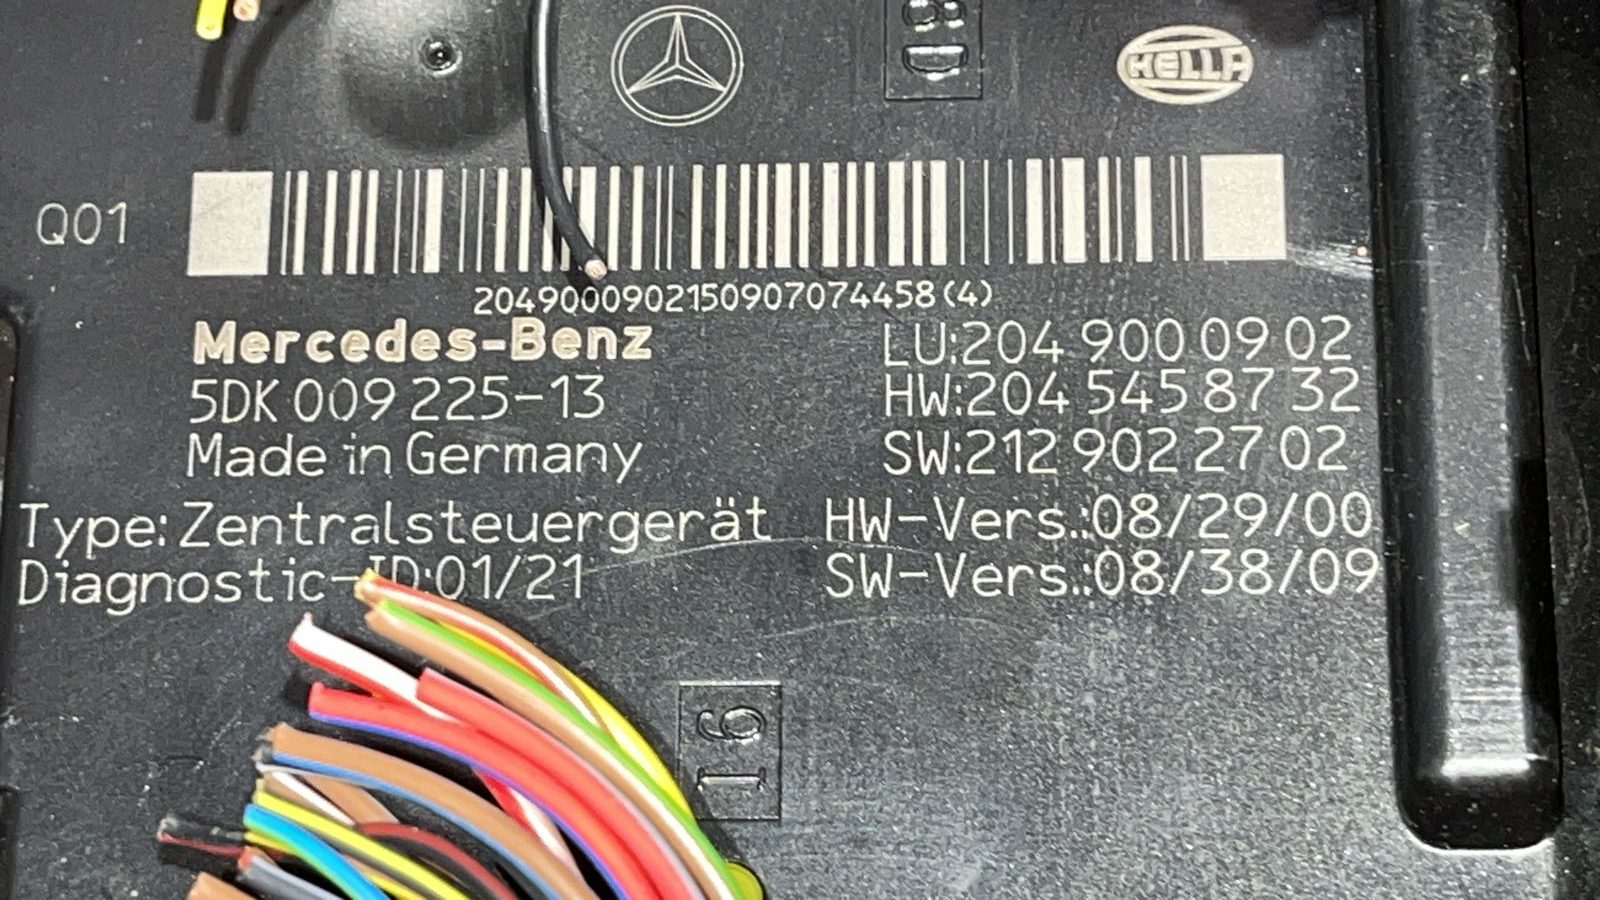 08
HELLA
Q01
2049000902150907074458(4)
Mercedes-Benz
LU:204 900 09 02
5DK 009 225-13
HW:204 545 87 32
Made in Germany
SW:212 902 27 02
Type:Zentralsteuergerät
HW-Vers.:08/29/00
Diagnostic-ID:01/21
SW-Vers.:08/38/09
16